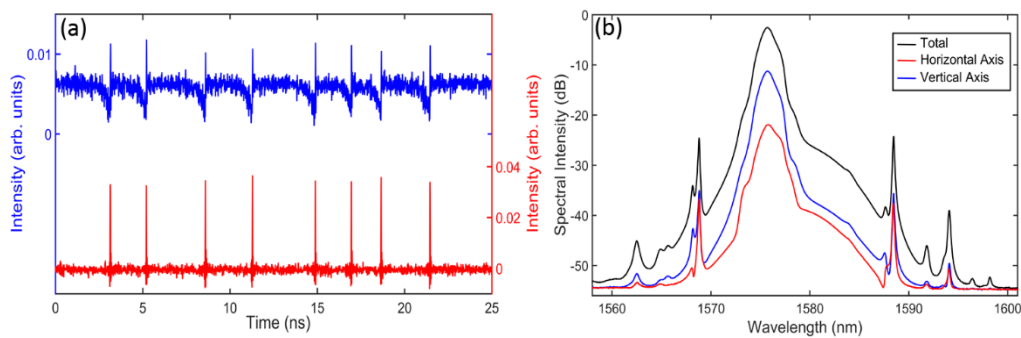 (a)
Intensity (arb. units)
0.01
0
Intensity (arb. units)
0.04
0.02
0
0 5 10 15 20 25
Time (ns)
(b)
Spectral Intensity (dB)
0
-10
-20
-30
-40
-50
Total
Horizontal Axis
Vertical Axis
1560 1570 1580 1590 1600
Wavelength (nm)